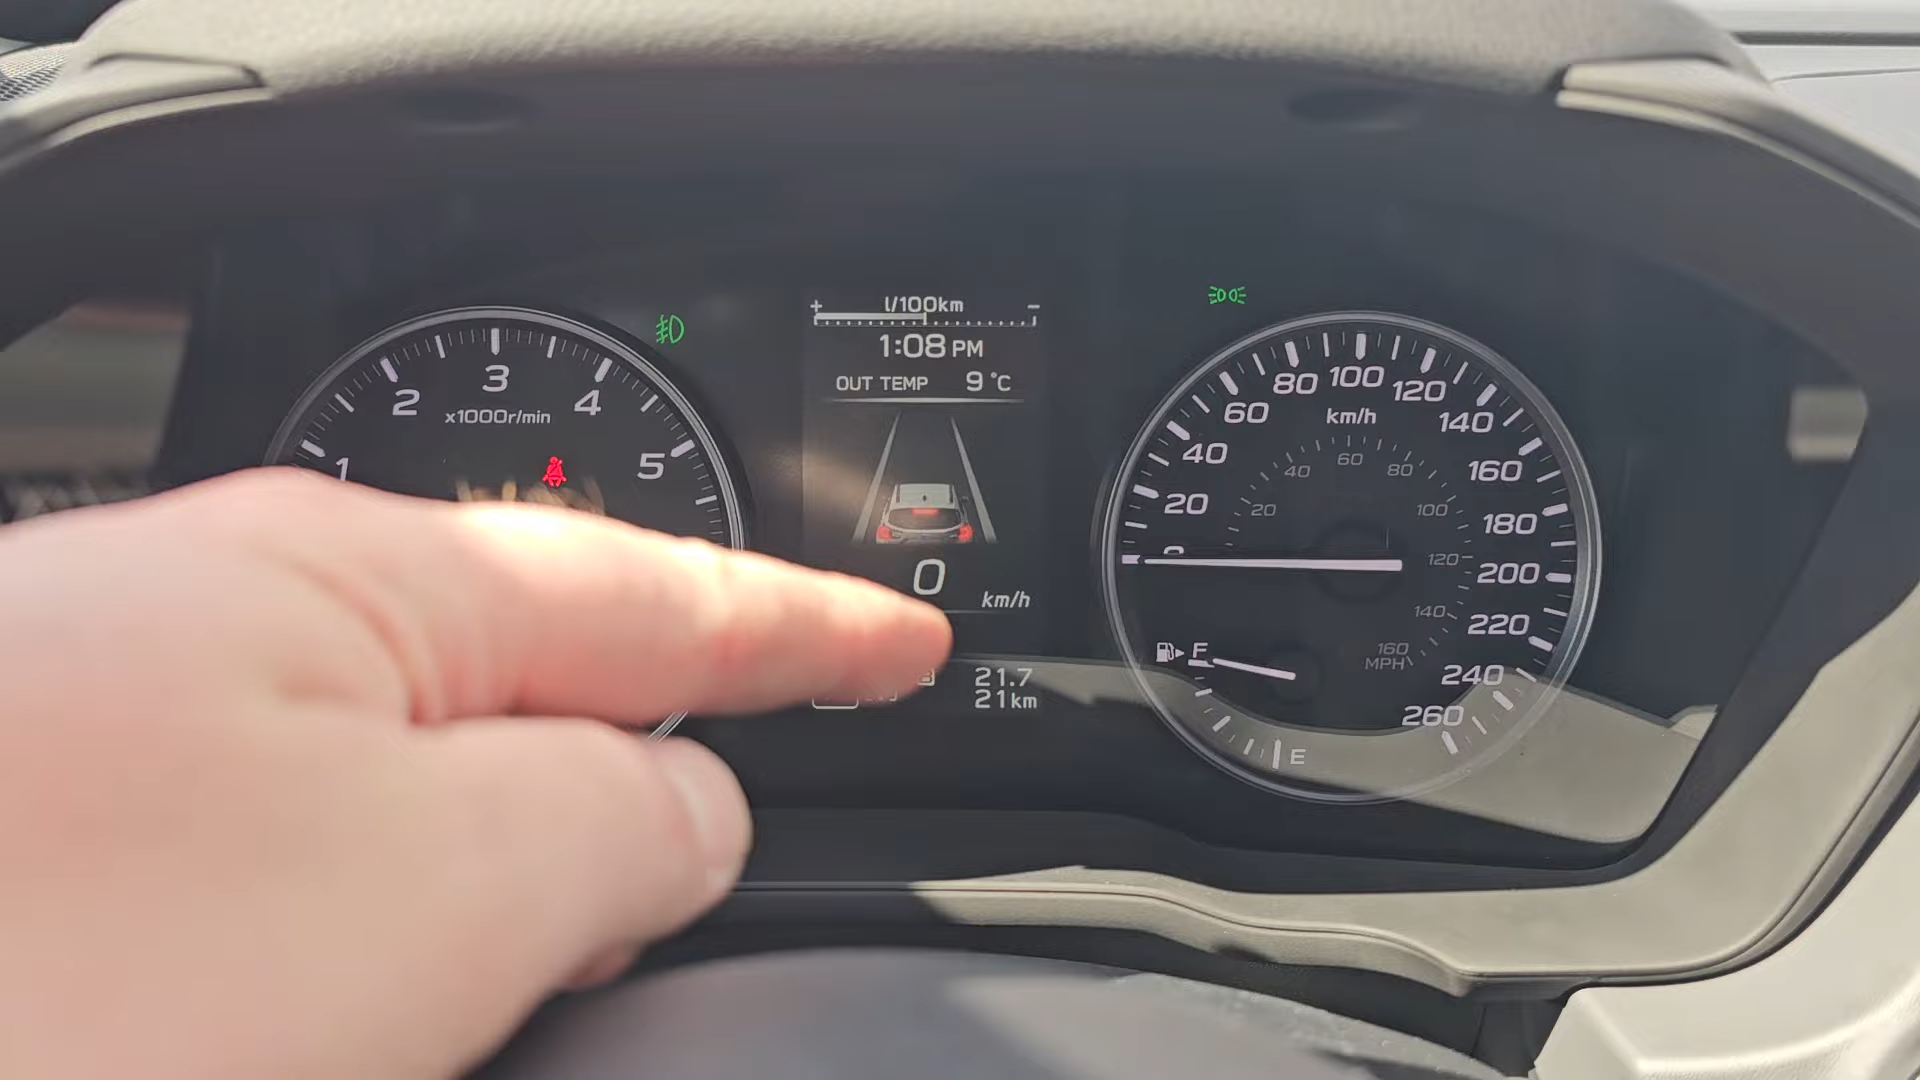 l/100km
+ -
1:08 PM
OUT TEMP 9 °C
1 2 3 4 5
x1000r/min
0 km/h
B 21.7
21km
20 40 60 80 100 120 140 160 180 200 220 240 260
km/h
20 40 60 80 100 120 140 160
MPH
F
E